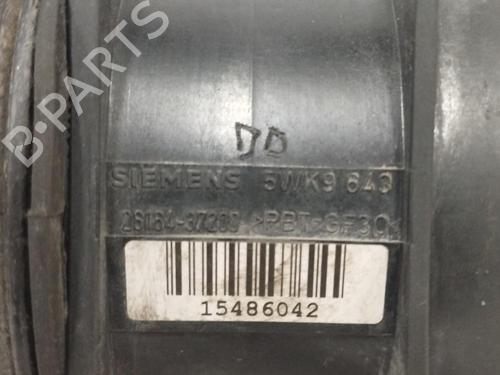 DD
SIEMENS 5WK9 643
28164-37200 >PBT-GF30<
15486042
B-PARTS